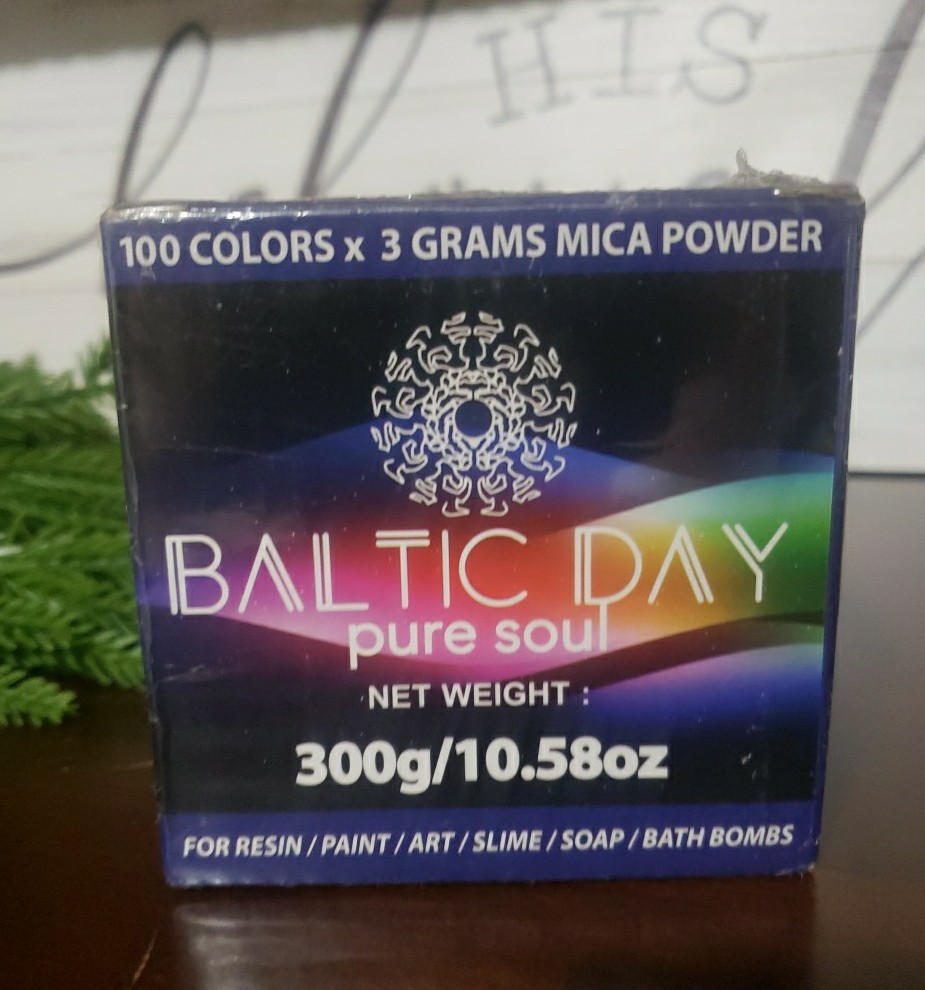 HIS
100 COLORS x 3 GRAMS MICA POWDER
BALTIC DAY
pure soul
NET WEIGHT :
300g/10.58oz
FOR RESIN / PAINT / ART / SLIME / SOAP / BATH BOMBS